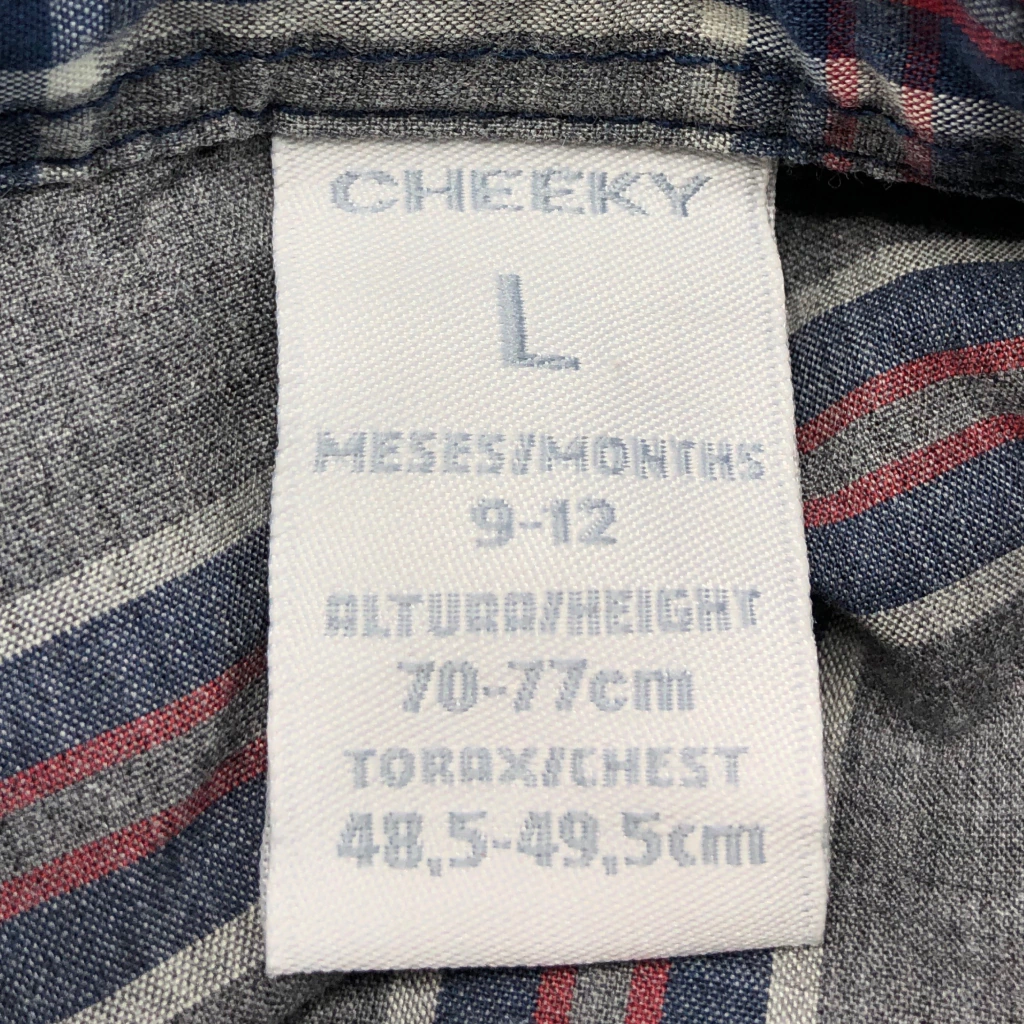 CHEEKY
L
MESES/MONTHS
9-12
ALTURA/HEIGHT
70-77cm
TORAX/CHEST
48,5-49,5cm